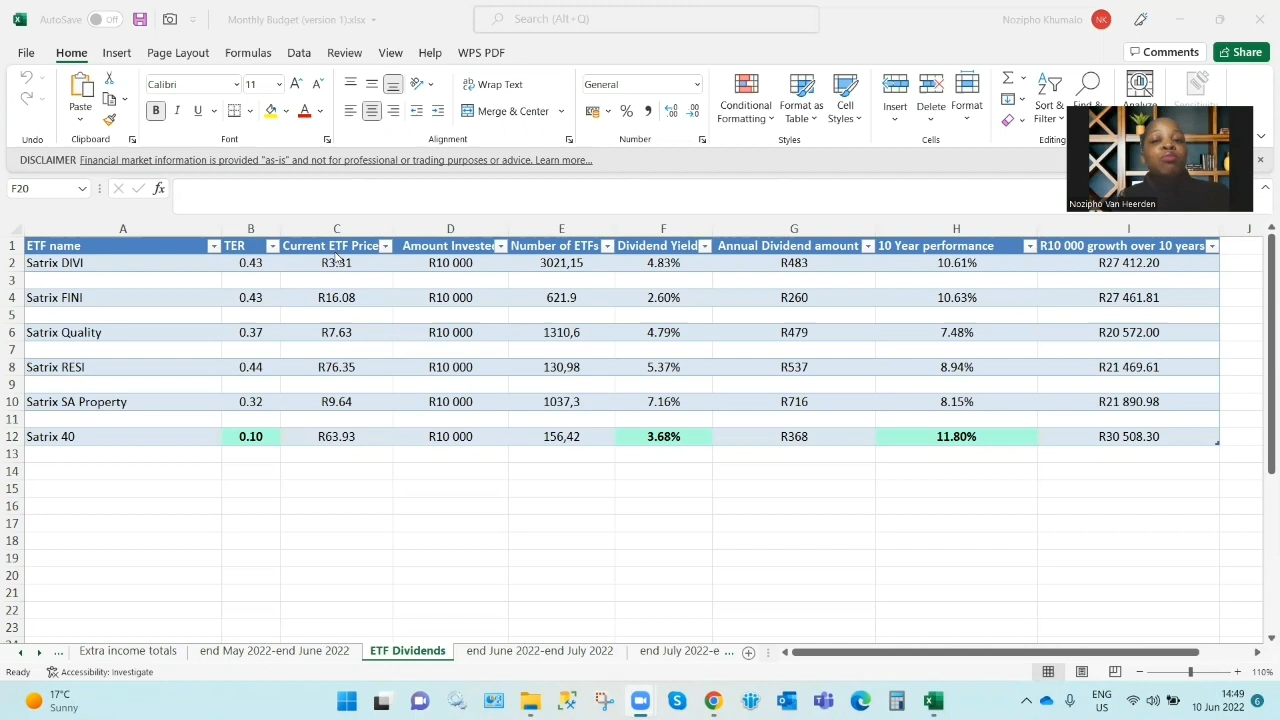 AutoSave Off Monthly Budget (version 1).xlsx Search (Alt+Q) Nozipho Khumalo NK
File Home Insert Page Layout Formulas Data Review View Help WPS PDF Comments Share
Calibri 11 Wrap Text General
Paste B I U Merge & Center Conditional Formatting Format as Table Cell Styles Insert Delete Format Sort & Filter Find & Analyze Sensitivity
Undo Clipboard Font Alignment Number Styles Cells Editing
DISCLAIMER Financial market information is provided "as-is" and not for professional or trading purposes or advice. Learn more...
F20 fx
Nozipho Van Heerden
A B C D E F G H I J
1 ETF name TER Current ETF Price Amount Invested Number of ETFs Dividend Yield Annual Dividend amount 10 Year performance R10 000 growth over 10 years
2 Satrix DIVI 0.43 R3.31 R10 000 3021,15 4.83% R483 10.61% R27 412.20
3
4 Satrix FINI 0.43 R16.08 R10 000 621.9 2.60% R260 10.63% R27 461.81
5
6 Satrix Quality 0.37 R7.63 R10 000 1310,6 4.79% R479 7.48% R20 572.00
7
8 Satrix RESI 0.44 R76.35 R10 000 130,98 5.37% R537 8.94% R21 469.61
9
10 Satrix SA Property 0.32 R9.64 R10 000 1037,3 7.16% R716 8.15% R21 890.98
11
12 Satrix 40 0.10 R63.93 R10 000 156,42 3.68% R368 11.80% R30 508.30
13
14
15
16
17
18
19
20
21
22
23
... Extra income totals end May 2022-end June 2022 ETF Dividends end June 2022-end July 2022 end July 2022-e ...
Ready Accessibility: Investigate 110%
17°C
Sunny
ENG
US
14:49
10 Jun 2022 6